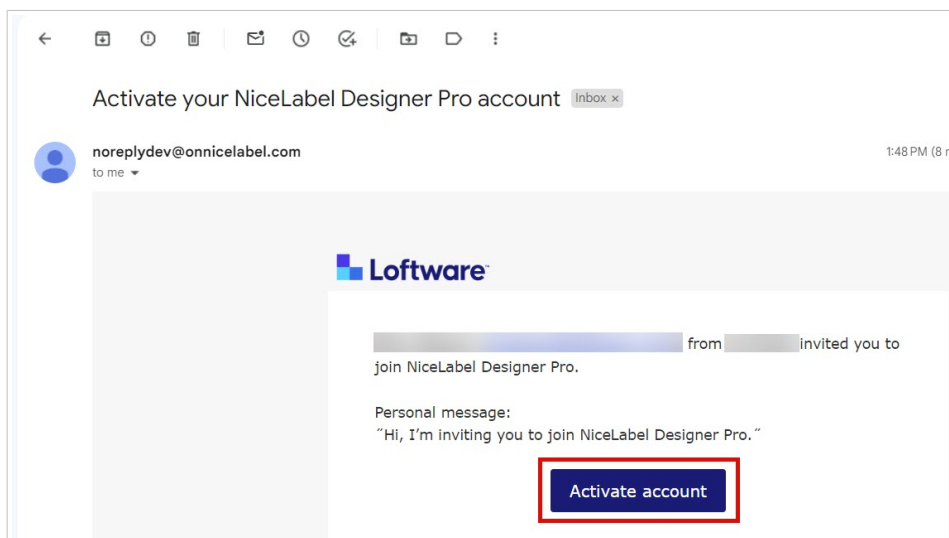 Activate your NiceLabel Designer Pro account Inbox ×
noreplydev@onnicelabel.com 1:48 PM (8
to me
Loftware
from invited you to
join NiceLabel Designer Pro.
Personal message:
˝Hi, I’m inviting you to join NiceLabel Designer Pro.˝
Activate account